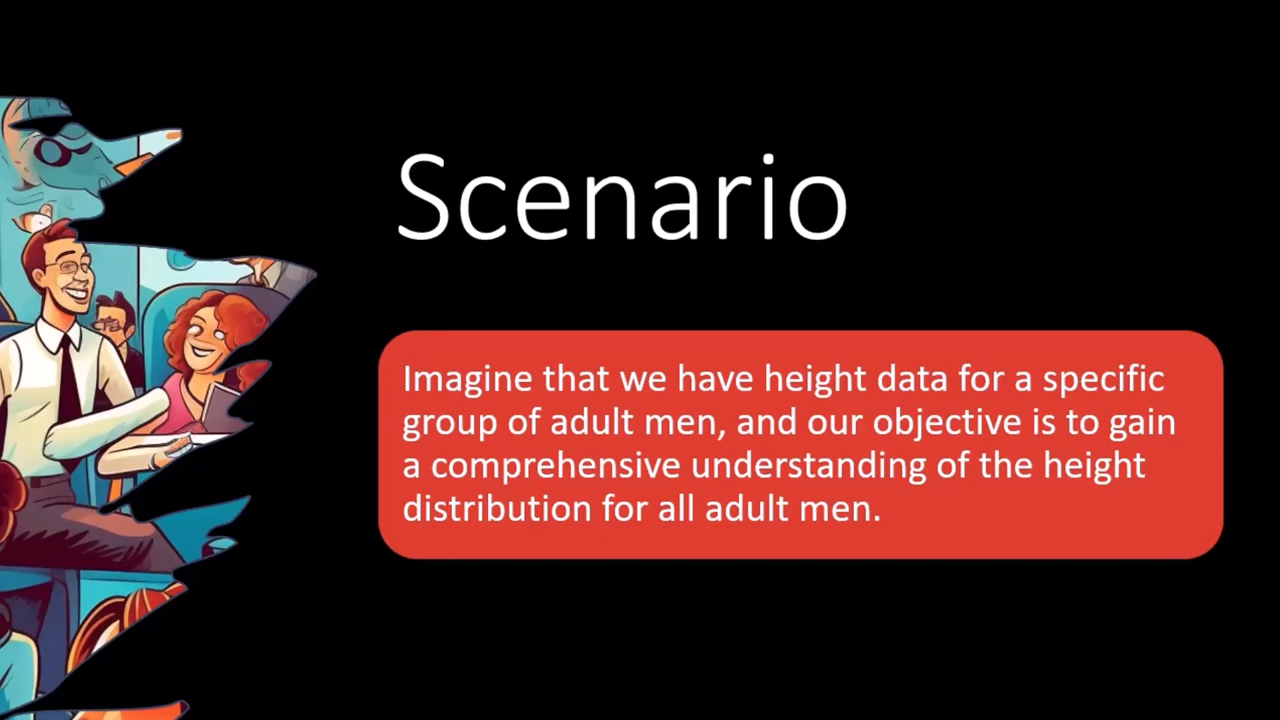 Scenario
Imagine that we have height data for a specific
group of adult men, and our objective is to gain
a comprehensive understanding of the height
distribution for all adult men.